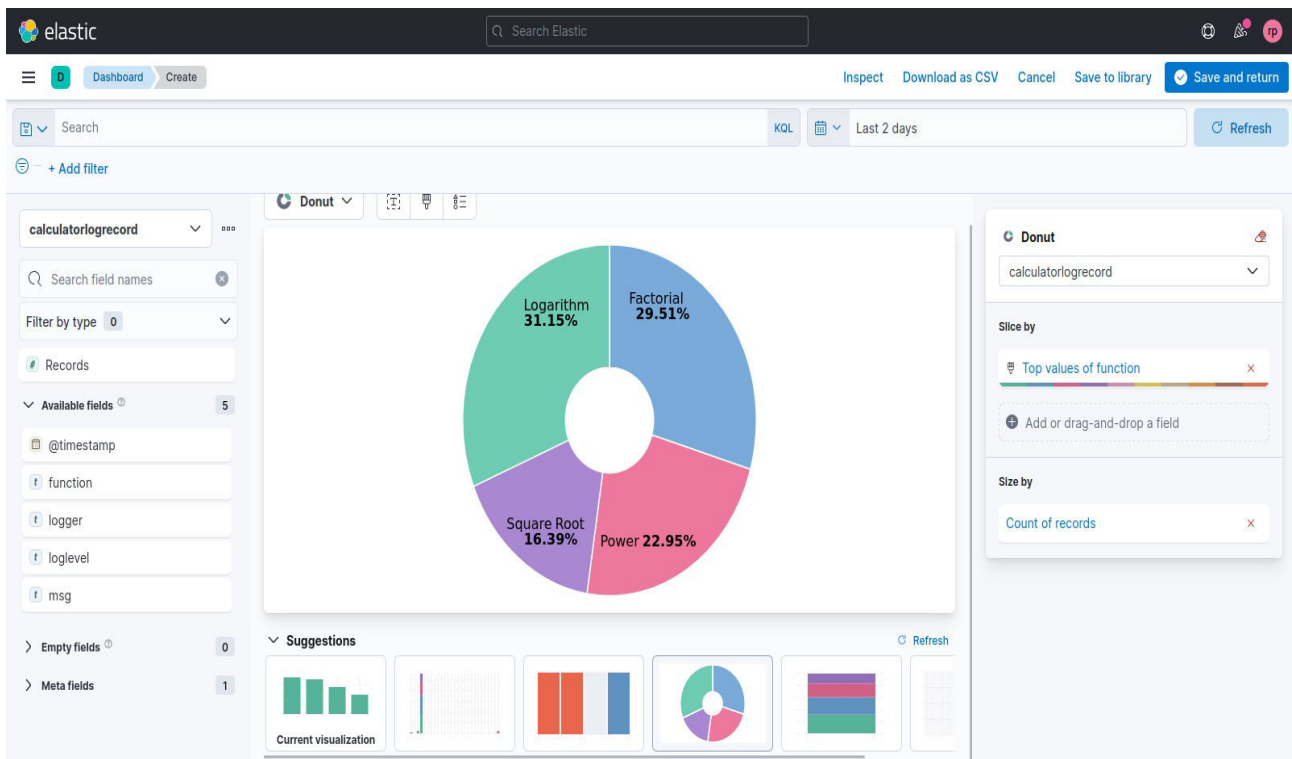 elastic
Search Elastic
rp
D
Dashboard
Create
Inspect
Download as CSV
Cancel
Save to library
Save and return
Search
KQL
Last 2 days
Refresh
+ Add filter
calculatorlogrecord
Search field names
Filter by type 0
# Records
Available fields ? 5
@timestamp
t function
t logger
t loglevel
t msg
Empty fields ? 0
Meta fields 1
Donut
Logarithm
31.15%
Factorial
29.51%
Square Root
16.39%
Power 22.95%
Suggestions
Refresh
Current visualization
Donut
calculatorlogrecord
Slice by
Top values of function
Add or drag-and-drop a field
Size by
Count of records